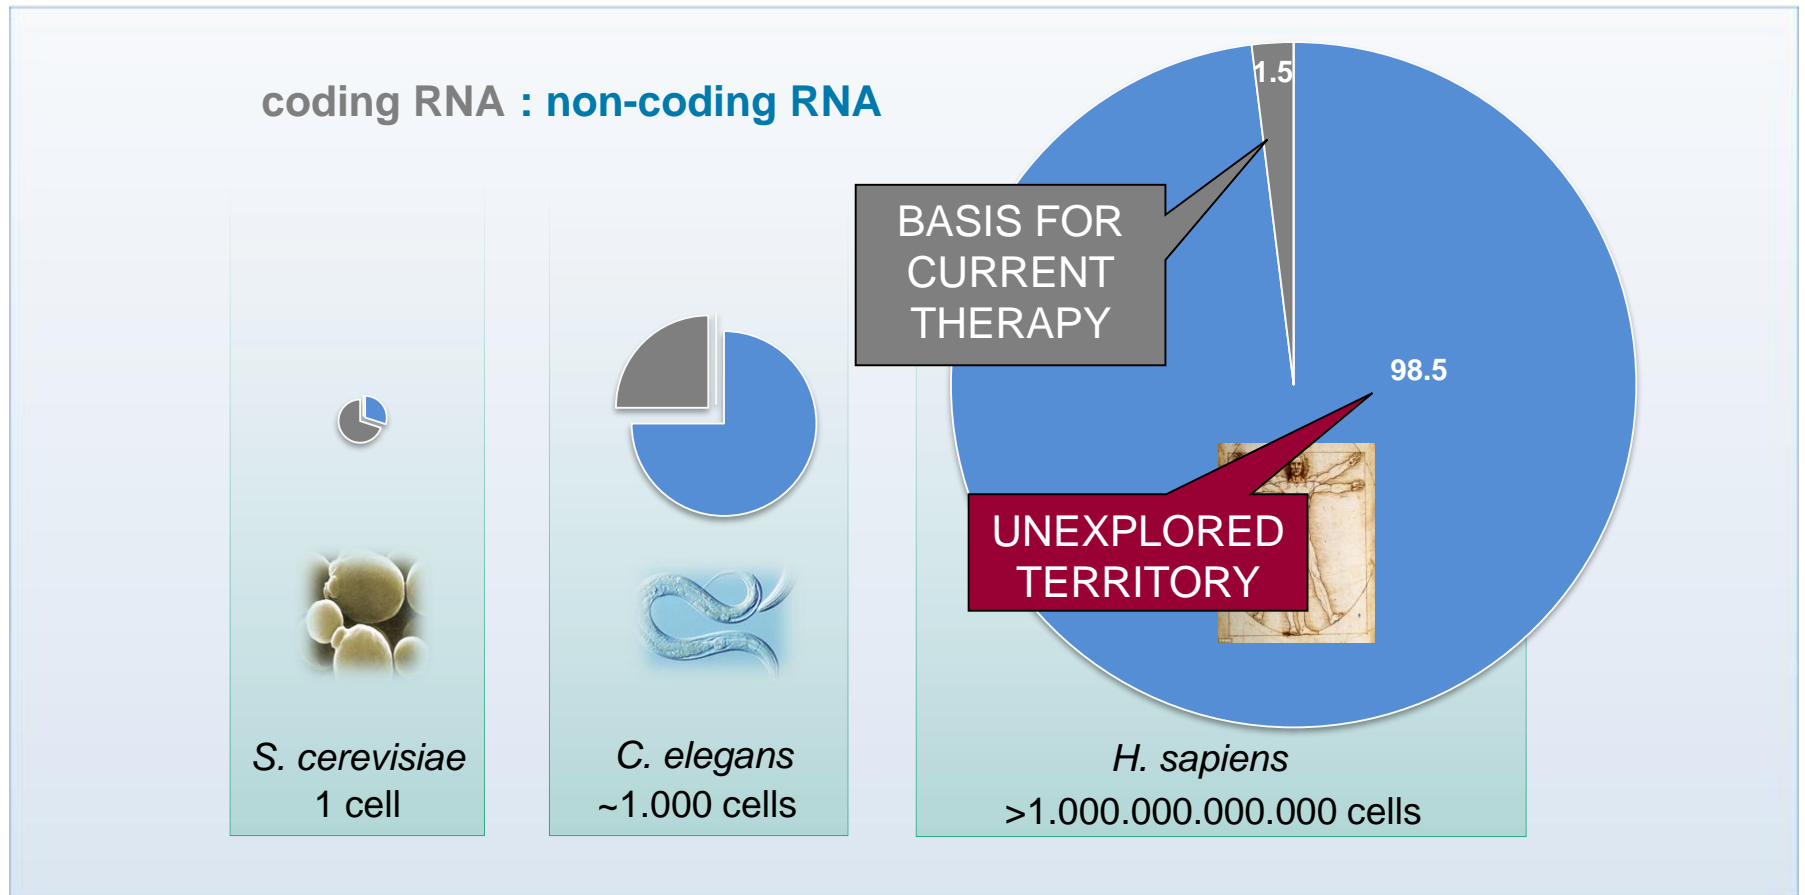 coding RNA : non-coding RNA
1.5
BASIS FOR
CURRENT
THERAPY
98.5
UNEXPLORED
TERRITORY
S. cerevisiae
1 cell
C. elegans
~1.000 cells
H. sapiens
>1.000.000.000.000 cells